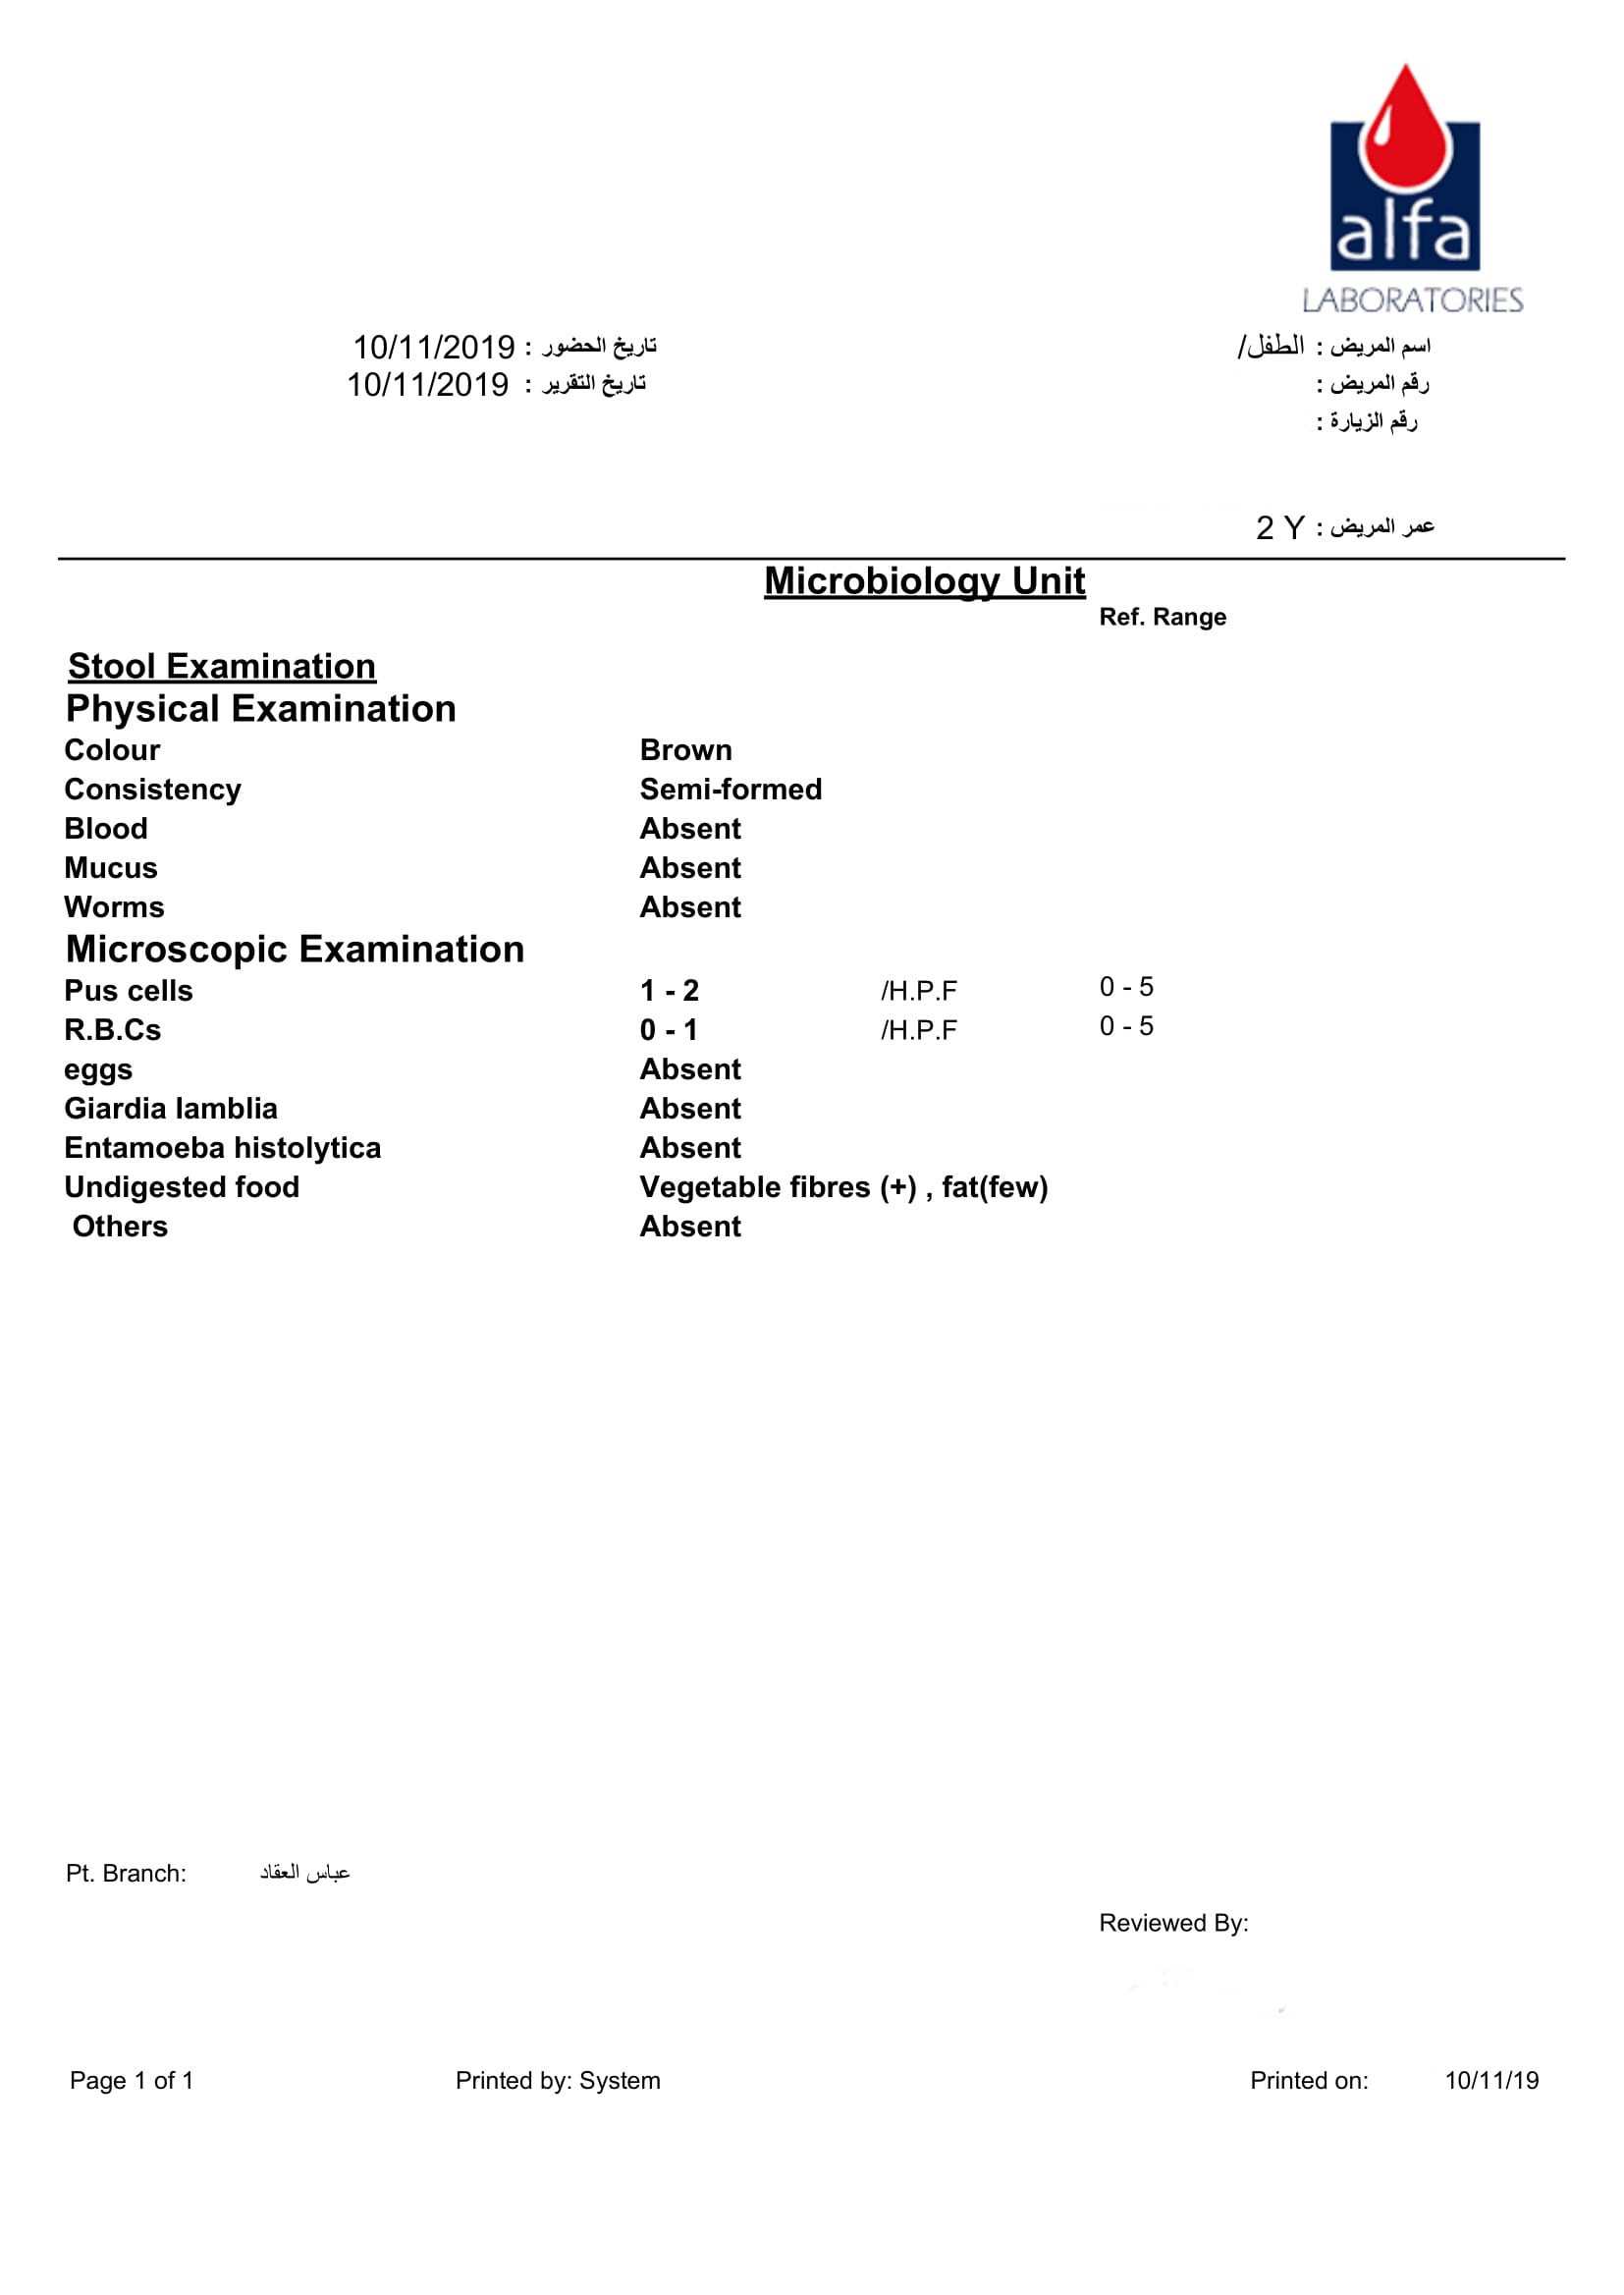 alfa
LABORATORIES
اسم المريض : الطفل/
تاريخ الحضور : 10/11/2019
رقم المريض :
تاريخ التقرير : 10/11/2019
رقم الزيارة :
عمر المريض : 2 Y
Microbiology Unit
Ref. Range
Stool Examination
Physical Examination
Colour Brown
Consistency Semi-formed
Blood Absent
Mucus Absent
Worms Absent
Microscopic Examination
Pus cells 1 - 2 /H.P.F 0 - 5
R.B.Cs 0 - 1 /H.P.F 0 - 5
eggs Absent
Giardia lamblia Absent
Entamoeba histolytica Absent
Undigested food Vegetable fibres (+) , fat(few)
Others Absent
Pt. Branch: عباس العقاد
Reviewed By:
Page 1 of 1 Printed by: System Printed on: 10/11/19